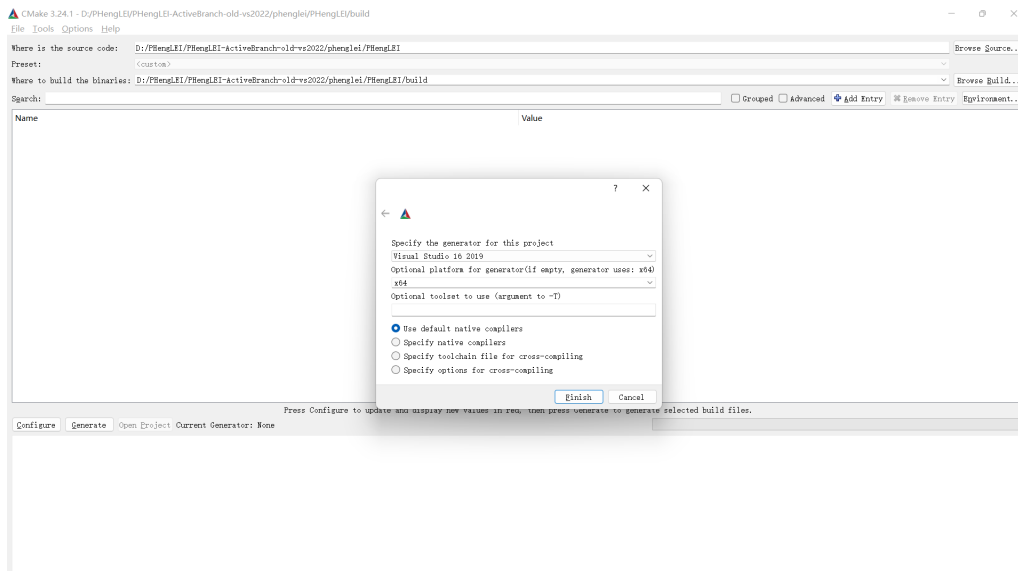 CMake 3.24.1 - D:/PHengLEI/PHengLEI-ActiveBranch-old-vs2022/phenglei/PHengLEI/build
File Tools Options Help
Where is the source code: D:/PHengLEI/PHengLEI-ActiveBranch-old-vs2022/phenglei/PHengLEI Browse Source...
Preset: <custom>
Where to build the binaries: D:/PHengLEI/PHengLEI-ActiveBranch-old-vs2022/phenglei/PHengLEI/build Browse Build...
Search: Grouped Advanced Add Entry Remove Entry Environment...
Name Value
Specify the generator for this project
Visual Studio 16 2019
Optional platform for generator(if empty, generator uses: x64)
x64
Optional toolset to use (argument to -T)
Use default native compilers
Specify native compilers
Specify toolchain file for cross-compiling
Specify options for cross-compiling
Finish Cancel
Press Configure to update and display new values in red, then press Generate to generate selected build files.
Configure Generate Open Project Current Generator: None